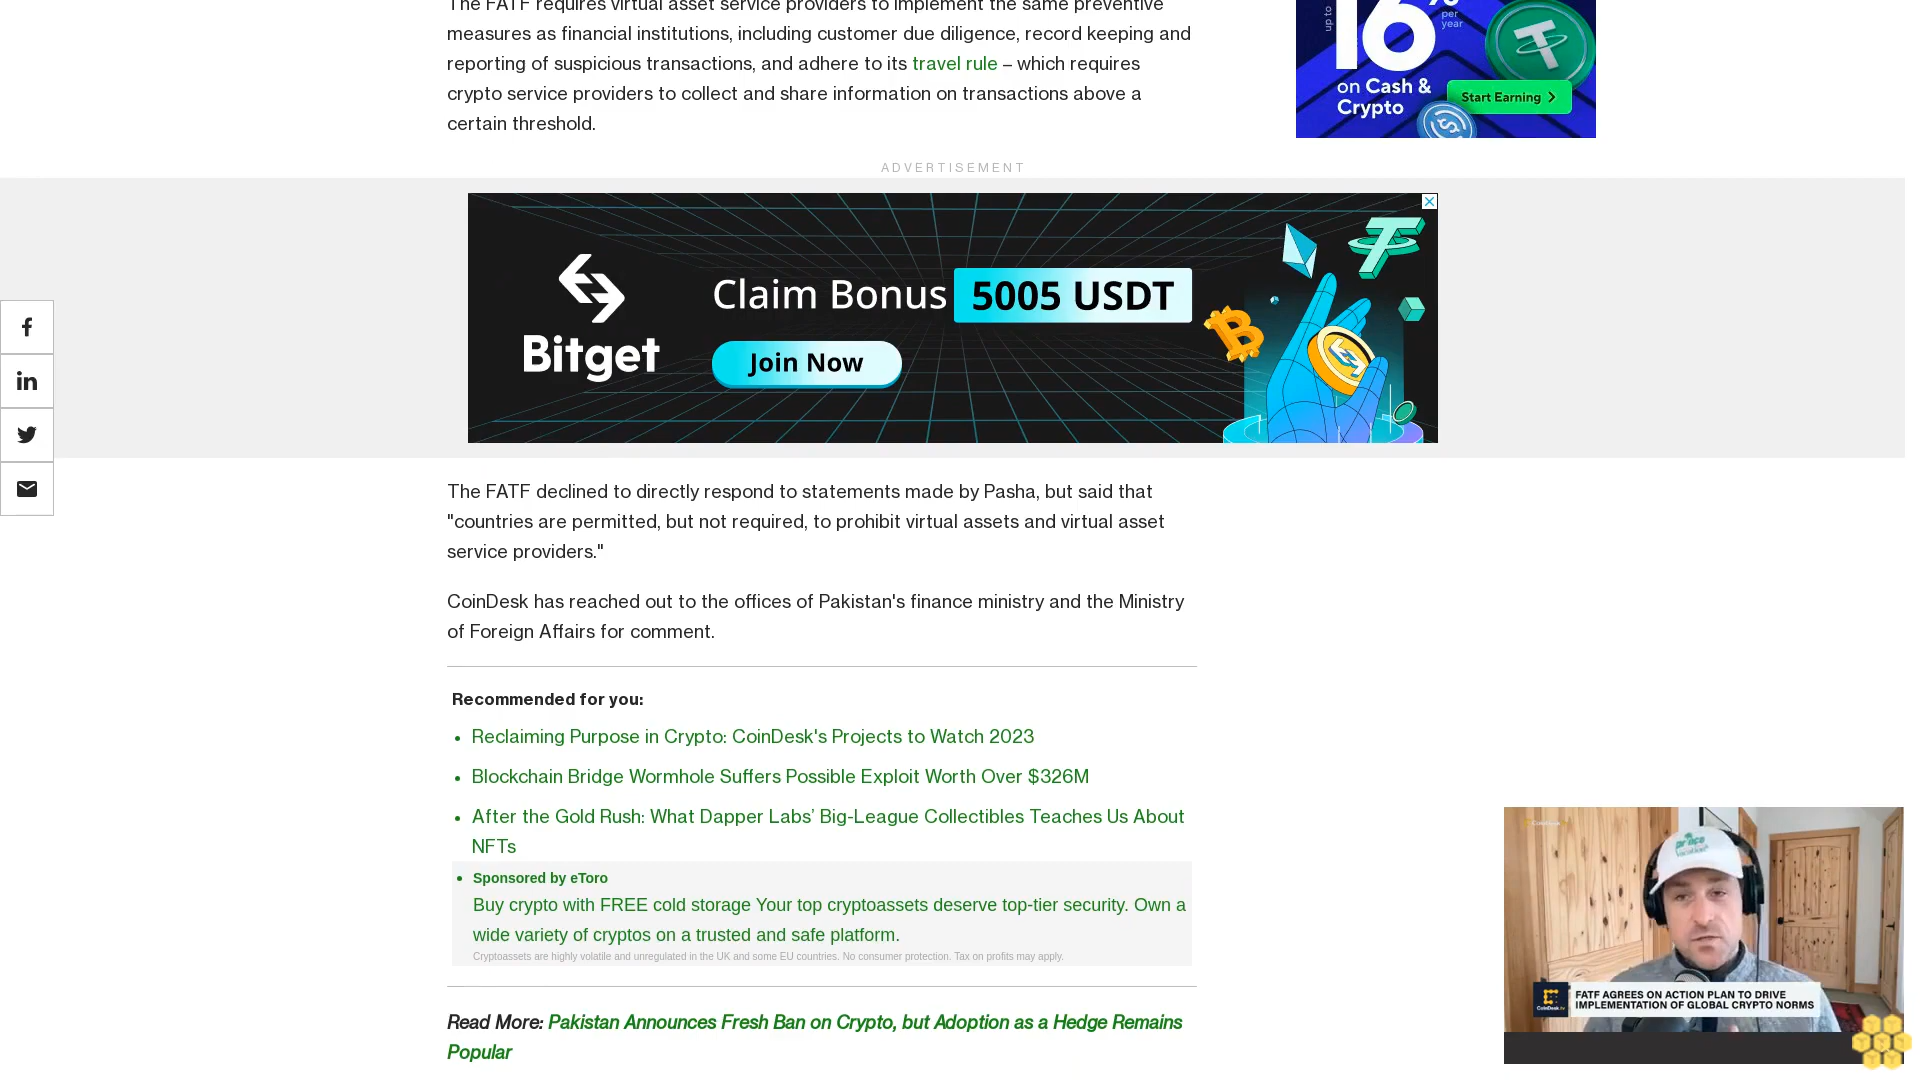 The FATF requires virtual asset service providers to implement the same preventive
measures as financial institutions, including customer due diligence, record keeping and
reporting of suspicious transactions, and adhere to its travel rule – which requires
crypto service providers to collect and share information on transactions above a
certain threshold.
up to
16%
per
year
on Cash &
Crypto
Start Earning
ADVERTISEMENT
Bitget
Claim Bonus 5005 USDT
Join Now
The FATF declined to directly respond to statements made by Pasha, but said that
"countries are permitted, but not required, to prohibit virtual assets and virtual asset
service providers."
CoinDesk has reached out to the offices of Pakistan's finance ministry and the Ministry
of Foreign Affairs for comment.
Recommended for you:
• Reclaiming Purpose in Crypto: CoinDesk's Projects to Watch 2023
• Blockchain Bridge Wormhole Suffers Possible Exploit Worth Over $326M
• After the Gold Rush: What Dapper Labs’ Big-League Collectibles Teaches Us About
NFTs
• Sponsored by eToro
Buy crypto with FREE cold storage Your top cryptoassets deserve top-tier security. Own a
wide variety of cryptos on a trusted and safe platform.
Cryptoassets are highly volatile and unregulated in the UK and some EU countries. No consumer protection. Tax on profits may apply.
Read More: Pakistan Announces Fresh Ban on Crypto, but Adoption as a Hedge Remains
Popular
CoinDesk.tv
FATF AGREES ON ACTION PLAN TO DRIVE
IMPLEMENTATION OF GLOBAL CRYPTO NORMS